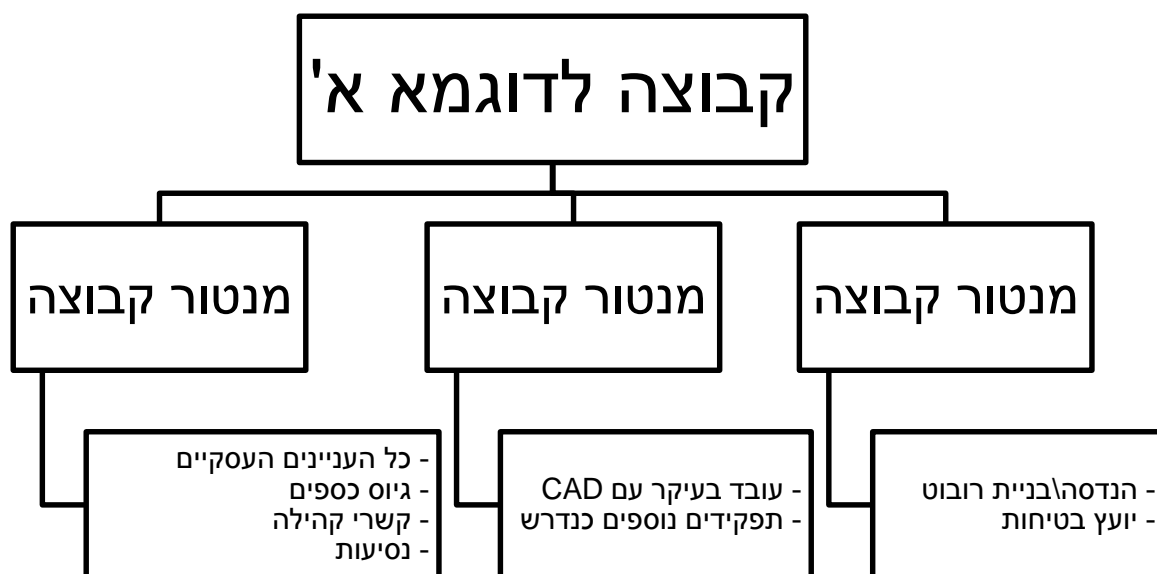 קבוצה לדוגמא א'
מנטור קבוצה
מנטור קבוצה
מנטור קבוצה
- הנדסה\בניית רובוט
- יועץ בטיחות
- עובד בעיקר עם CAD
- תפקידים נוספים כנדרש
- כל העניינים העסקיים
- גיוס כספים
- קשרי קהילה
- נסיעות